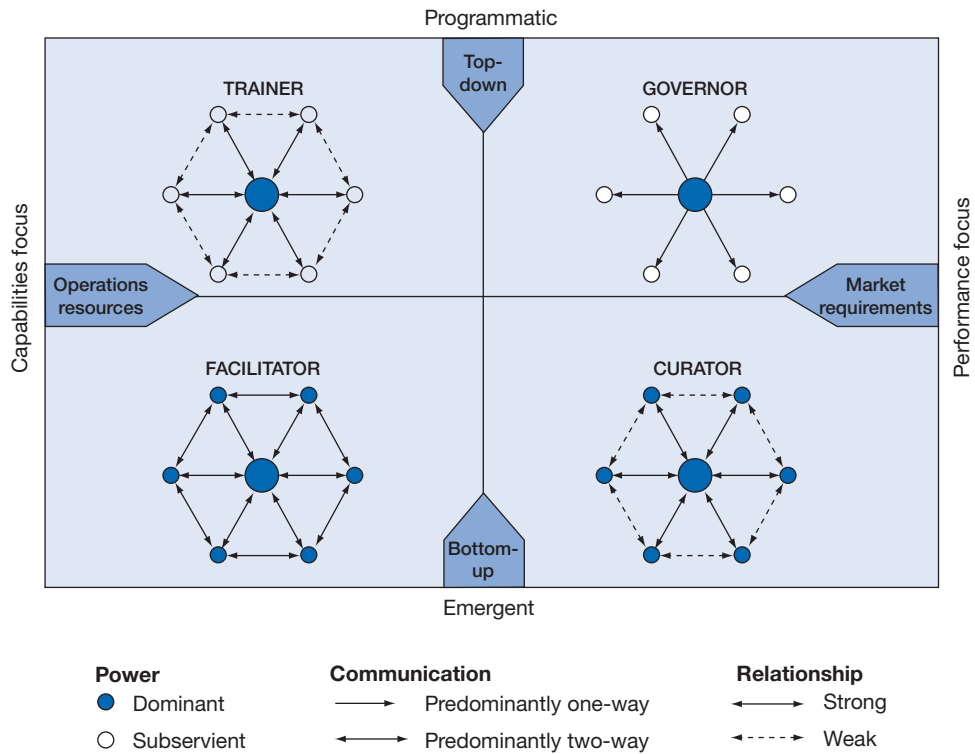 Programmatic
Top-
down
TRAINER
GOVERNOR
Capabilities focus
Performance focus
Operations
resources
Market
requirements
FACILITATOR
CURATOR
Bottom-
up
Emergent
Power
Communication
Relationship
Dominant
Predominantly one-way
Strong
Subservient
Predominantly two-way
Weak